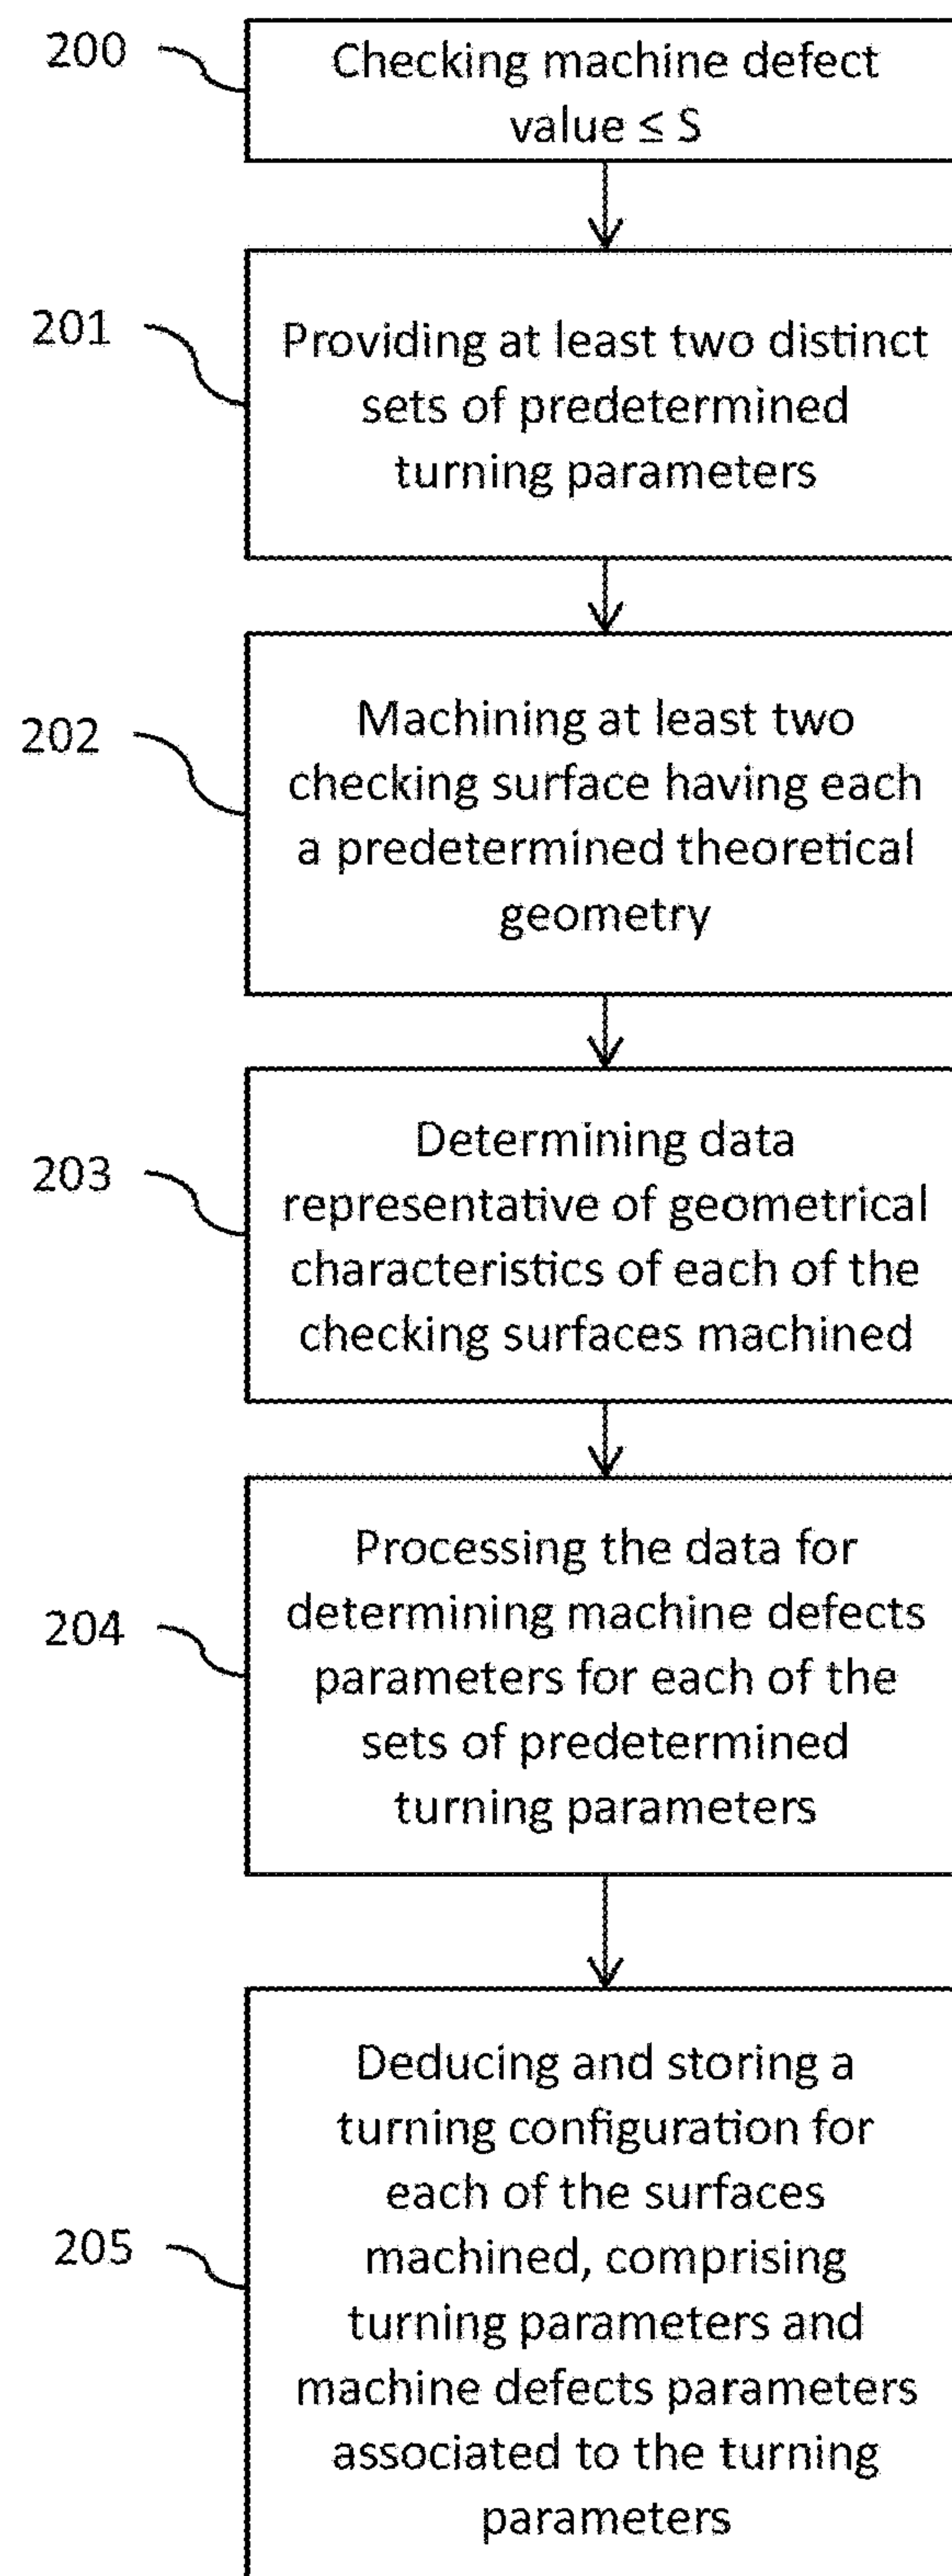 200
Checking machine defect
value ≤ S
201
Providing at least two distinct
sets of predetermined
turning parameters
202
Machining at least two
checking surface having each
a predetermined theoretical
geometry
203
Determining data
representative of geometrical
characteristics of each of the
checking surfaces machined
204
Processing the data for
determining machine defects
parameters for each of the
sets of predetermined
turning parameters
205
Deducing and storing a
turning configuration for
each of the surfaces
machined, comprising
turning parameters and
machine defects parameters
associated to the turning
parameters